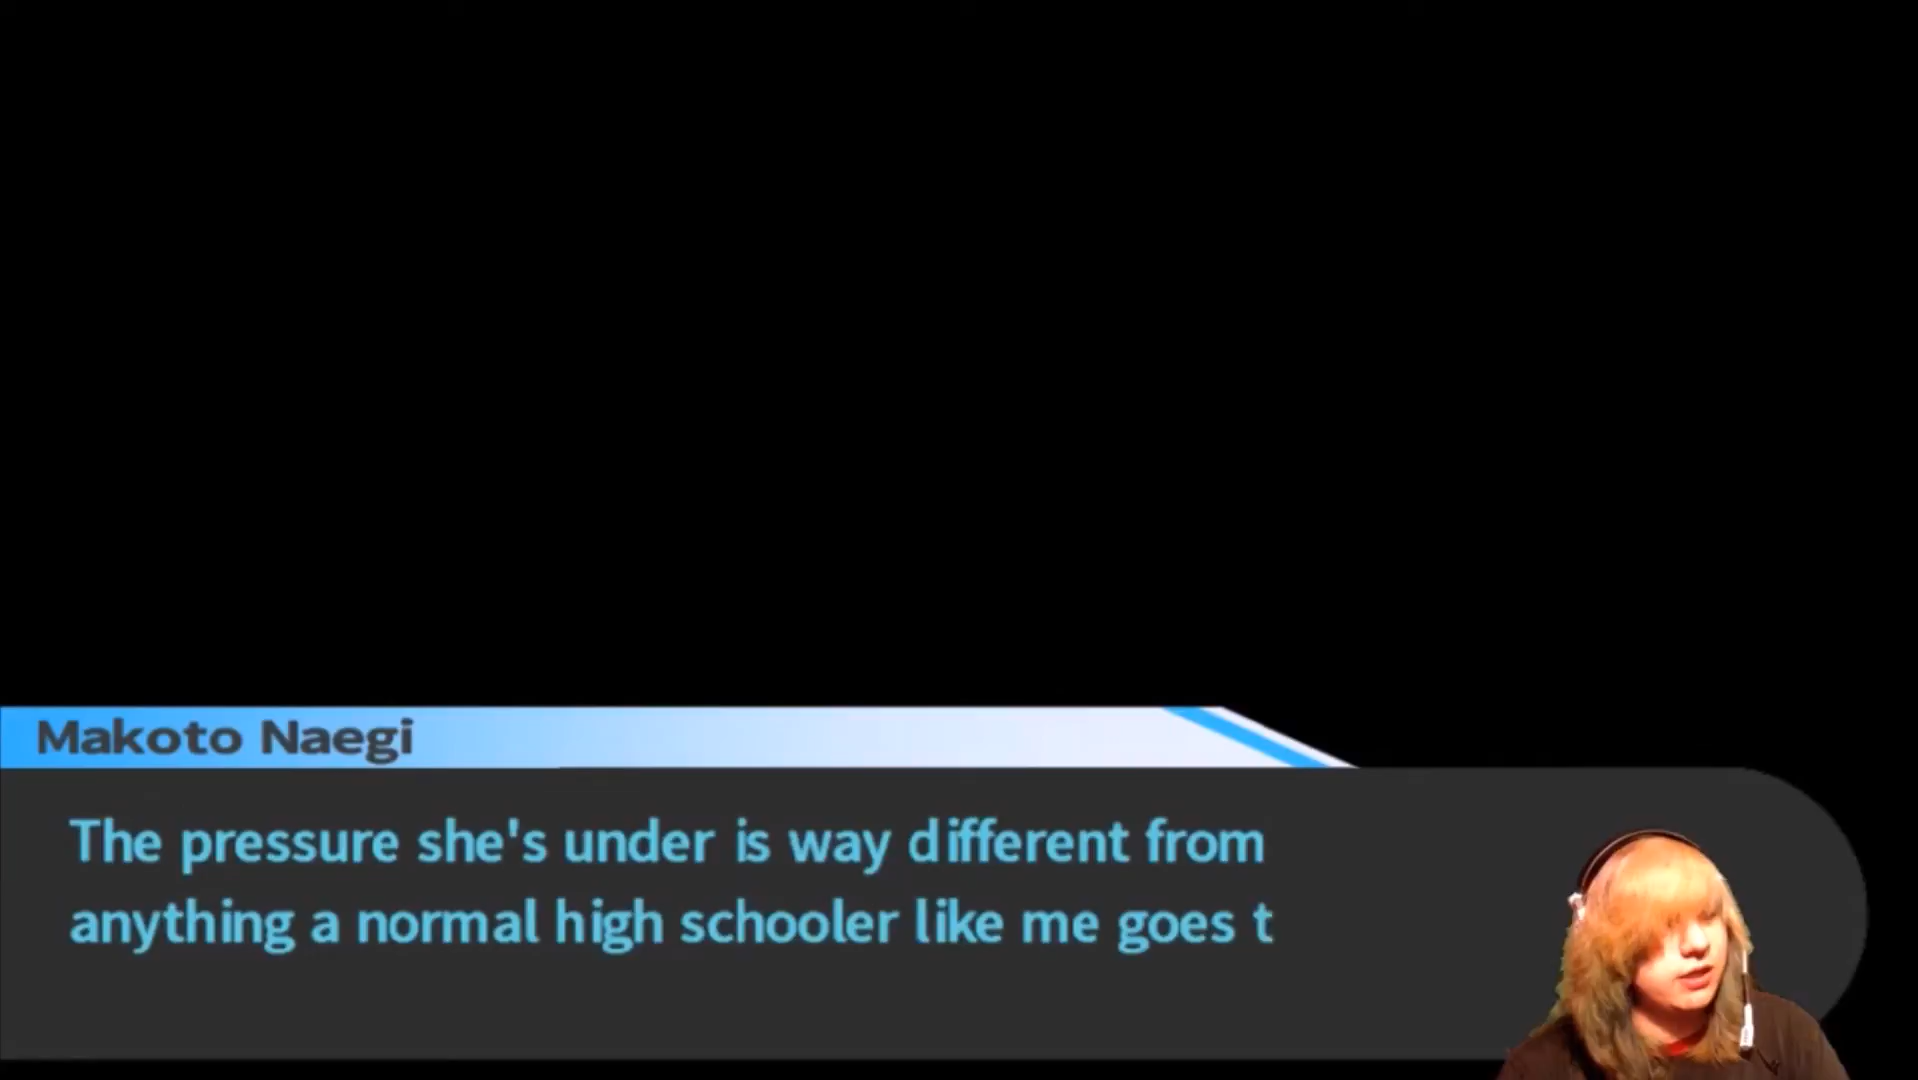 Makoto Naegi
The pressure she's under is way different from
anything a normal high schooler like me goes t